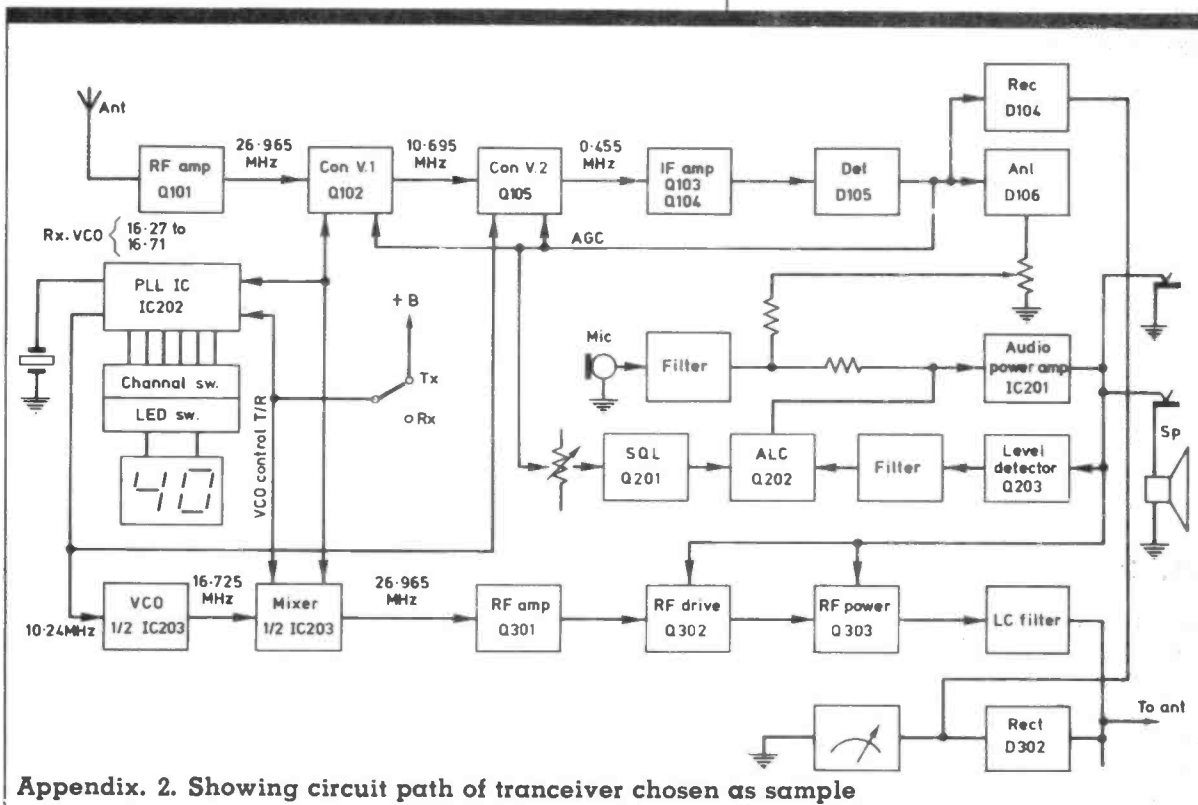 Ant
RF amp
Q101
26·965
MHz
Con V.1
Q102
10·695
MHz
Con V.2
Q105
0·455
MHz
IF amp
Q103
Q104
Det
D105
Rec
D104
Anl
D106
AGC
Rx. VCO
16·27 to
16·71
PLL IC
IC202
Channal sw.
LED sw.
40
+ B
Tx
Rx
VCO control T/R
Mic
Filter
Audio
power amp
IC201
SQL
Q201
ALC
Q202
Filter
Level
detector
Q203
Sp
10·24MHz
VCO
1/2 IC203
16·725
MHz
Mixer
1/2 IC203
26·965
MHz
RF amp
Q301
RF drive
Q302
RF power
Q303
LC filter
To ant
Rect
D302
Appendix. 2. Showing circuit path of tranceiver chosen as sample